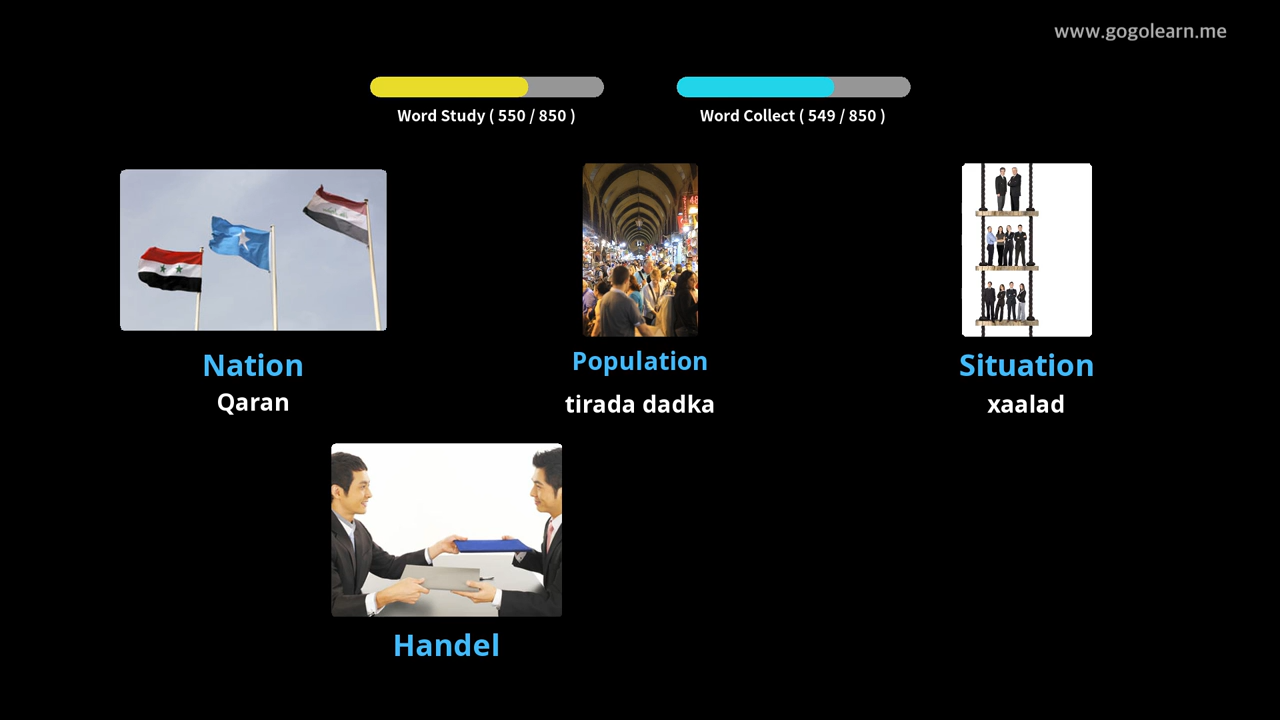 www.gogolearn.me
Word Study ( 550 / 850 )
Word Collect ( 549 / 850 )
Nation
Qaran
Population
tirada dadka
Situation
xaalad
Handel